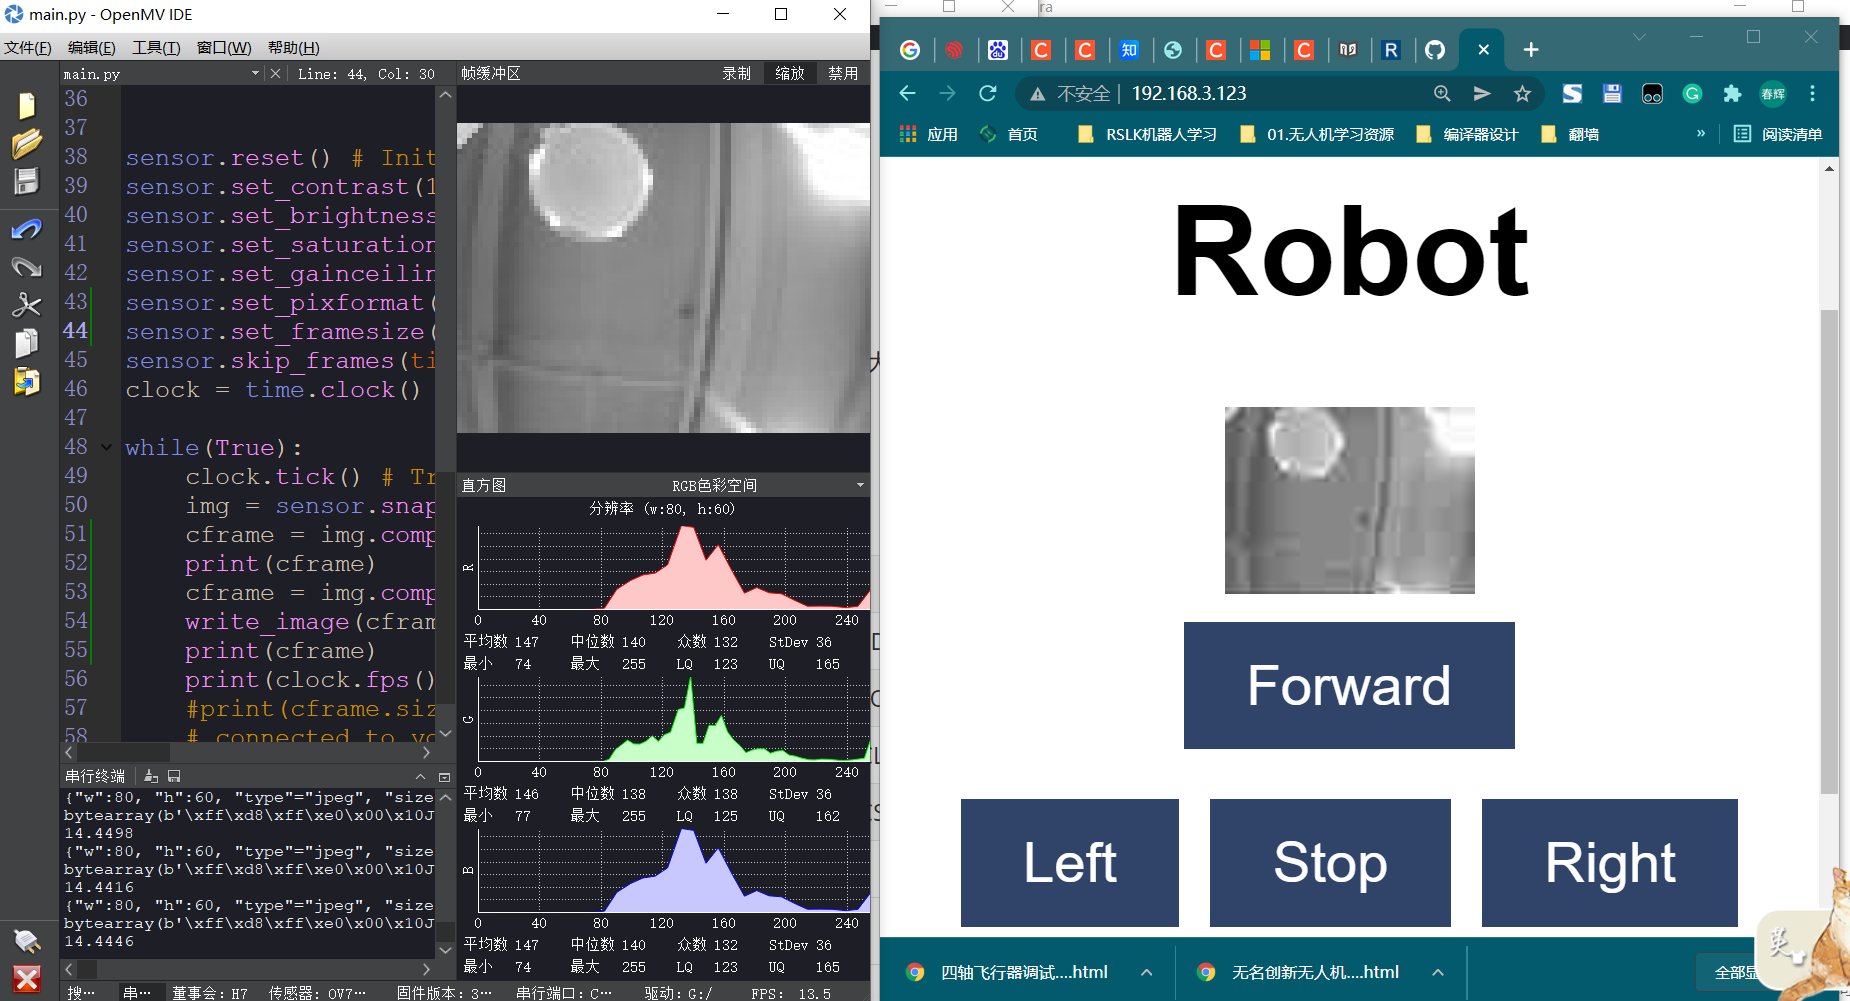 main.py - OpenMV IDE
文件(F) 编辑(E) 工具(T) 窗口(W) 帮助(H)
main.py Line: 44, Col: 30
36
37
38 sensor.reset() # Init
39 sensor.set_contrast(1
40 sensor.set_brightness
41 sensor.set_saturation
42 sensor.set_gainceilin
43 sensor.set_pixformat(
44 sensor.set_framesize(
45 sensor.skip_frames(ti
46 clock = time.clock()
47
48 while(True):
49 clock.tick() # Tr
50 img = sensor.snap
51 cframe = img.comp
52 print(cframe)
53 cframe = img.comp
54 write_image(cfram
55 print(cframe)
56 print(clock.fps()
57 #print(cframe.siz
58 # connected to yo
串行终端
{"w":80, "h":60, "type"="jpeg", "size
bytearray(b'\xff\xd8\xff\xe0\x00\x10J
14.4498
{"w":80, "h":60, "type"="jpeg", "size
bytearray(b'\xff\xd8\xff\xe0\x00\x10J
14.4416
{"w":80, "h":60, "type"="jpeg", "size
bytearray(b'\xff\xd8\xff\xe0\x00\x10J
14.4446
搜… 串… 董事会: H7 传感器: OV7… 固件版本: 3… 串行端口: C… 驱动: G:/ FPS: 13.5
帧缓冲区 录制 缩放 禁用
直方图 RGB色彩空间
分辨率 (w:80, h:60)
R
0 40 80 120 160 200 240
平均数 147 中位数 140 众数 132 StDev 36
最小 74 最大 255 LQ 123 UQ 165
G
0 40 80 120 160 200 240
平均数 146 中位数 138 众数 138 StDev 36
最小 77 最大 255 LQ 125 UQ 162
B
0 40 80 120 160 200 240
平均数 147 中位数 140 众数 132 StDev 36
最小 74 最大 255 LQ 123 UQ 165
ra
不安全 192.168.3.123
春辉
应用 首页 RSLK机器人学习 01.无人机学习资源 编译器设计 翻墙 » 阅读清单
Robot
Forward
Left Stop Right
四轴飞行器调试....html 无名创新无人机....html 全部显
英